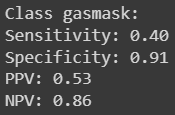 Class gasmask:
Sensitivity: 0.40
Specificity: 0.91
PPV: 0.53
NPV: 0.86